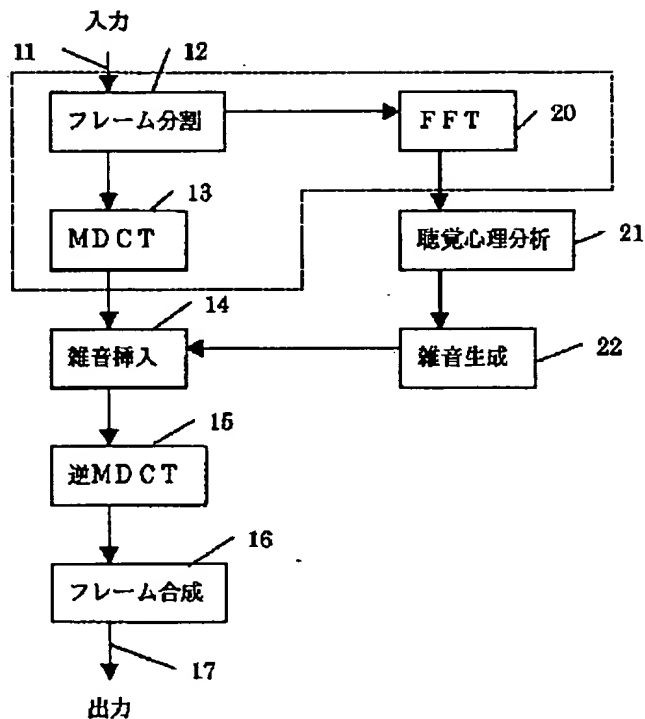 入力
11
12
フレーム分割
FFT
20
13
MDCT
聴覚心理分析
21
14
雑音挿入
雑音生成
22
15
逆MDCT
16
フレーム合成
17
出力